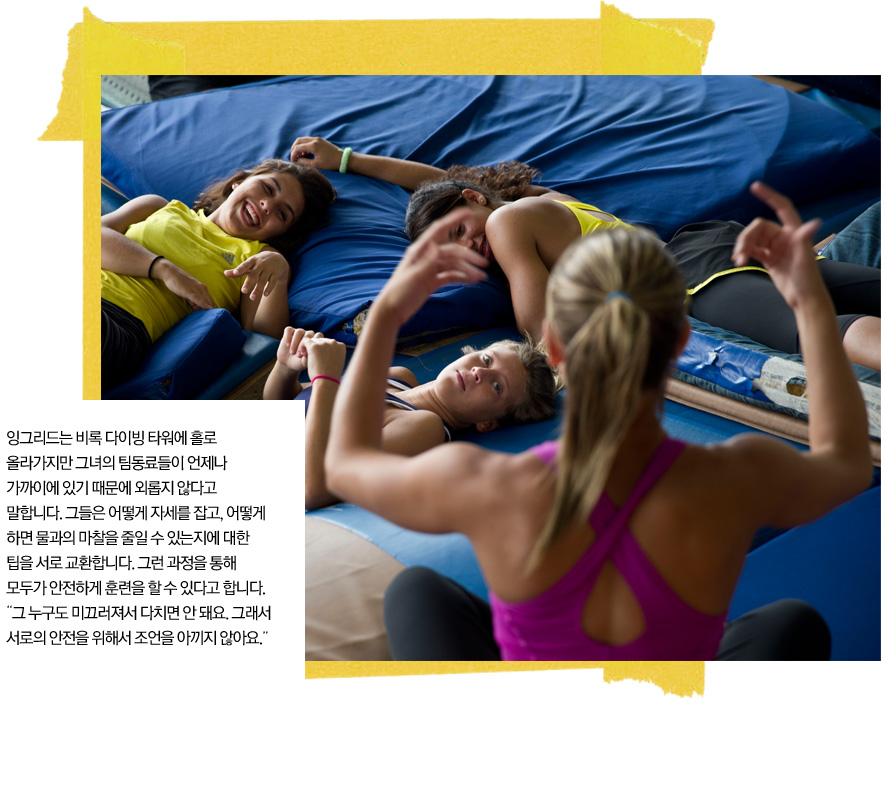 잉그리드는 비록 다이빙 타워에 홀로
올라가지만 그녀의 팀동료들이 언제나
가까이에 있기 때문에 외롭지 않다고
말합니다. 그들은 어떻게 자세를 잡고, 어떻게
하면 물과의 마찰을 줄일 수 있는지에 대한
팁을 서로 교환합니다. 그런 과정을 통해
모두가 안전하게 훈련을 할 수 있다고 합니다.
“그 누구도 미끄러져서 다치면 안 돼요. 그래서
서로의 안전을 위해서 조언을 아끼지 않아요.”